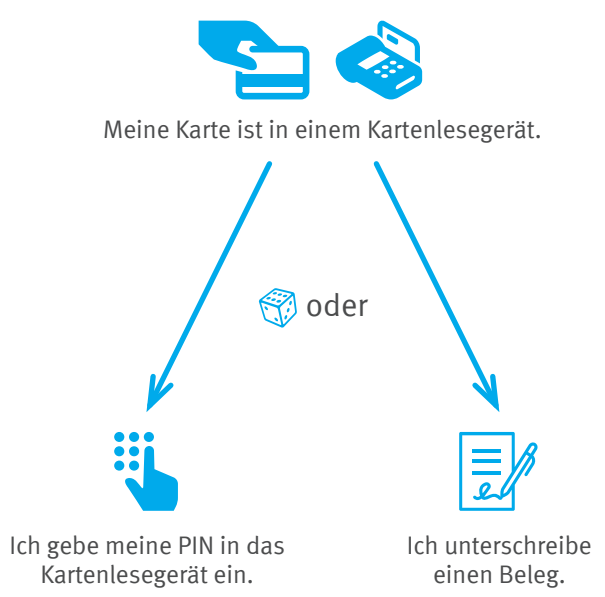 Meine Karte ist in einem Kartenlesegerät.
oder
Ich gebe meine PIN in das
Kartenlesegerät ein.
Ich unterschreibe
einen Beleg.